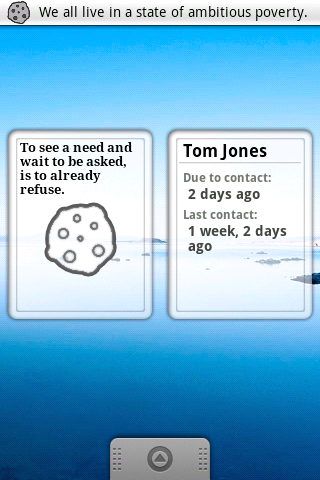 We all live in a state of ambitious poverty.
To see a need and
wait to be asked,
is to already
refuse.
Tom Jones
Due to contact:
2 days ago
Last contact:
1 week, 2 days
ago